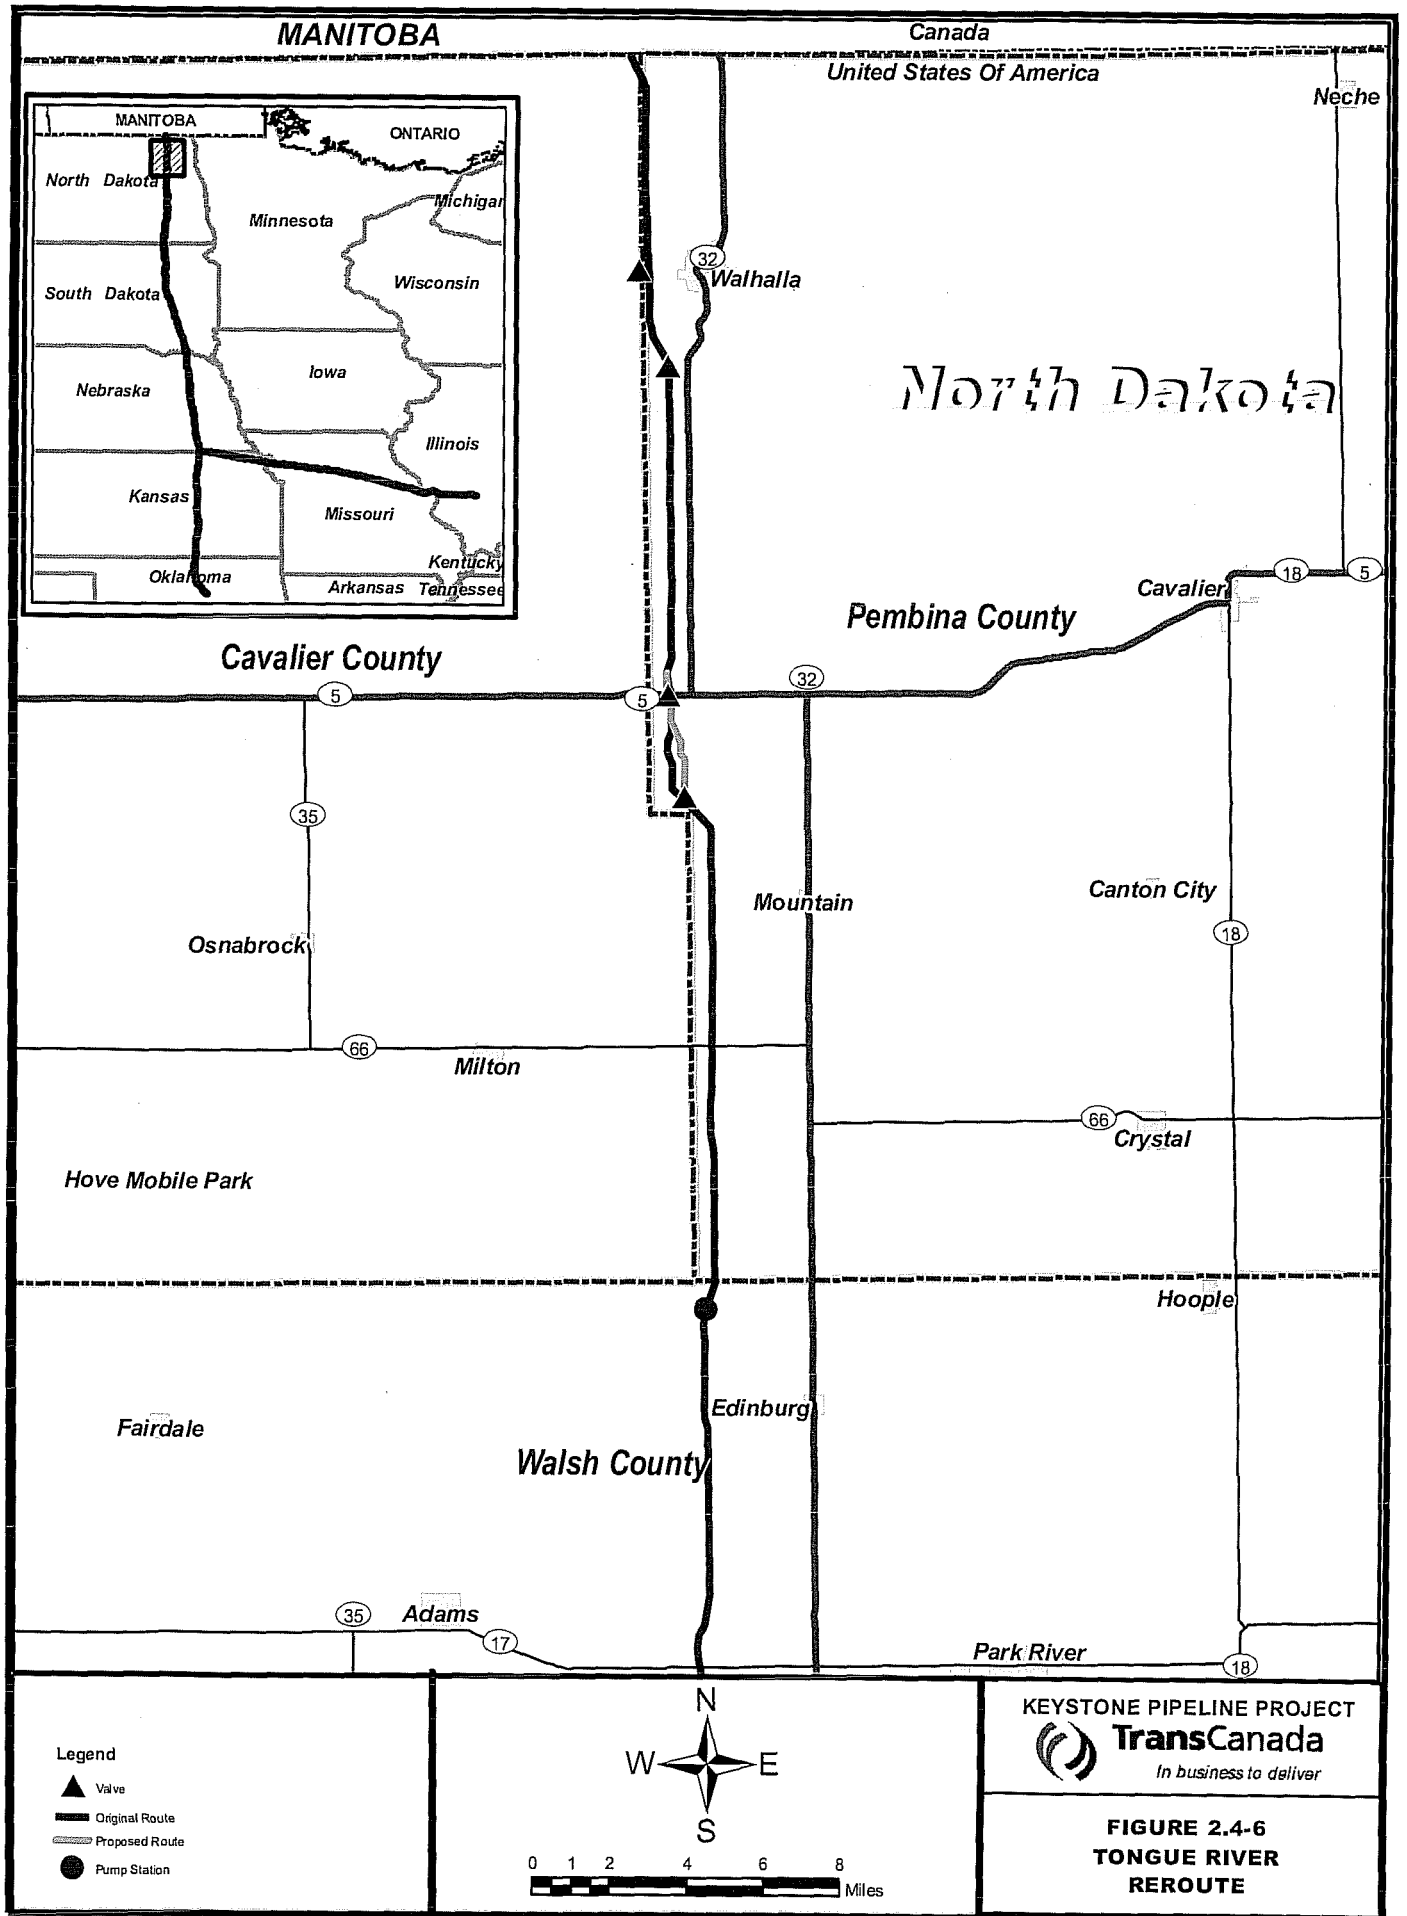 MANITOBA
Canada
United States Of America
Neche
MANITOBA
ONTARIO
North Dakota
Minnesota
Michigan
South Dakota
Wisconsin
Nebraska
Iowa
Illinois
Kansas
Missouri
Kentucky
Oklahoma
Arkansas
Tennessee
32
Walhalla
North Dakota
18
5
Cavalier
Pembina County
Cavalier County
5
5
32
35
Mountain
Canton City
18
Osnabrock
66
Milton
66
Crystal
Hove Mobile Park
Hoople
Edinburg
Fairdale
Walsh County
35
Adams
17
Park River
18
Legend
Valve
Original Route
Proposed Route
Pump Station
N
W
E
S
0 1 2 4 6 8
Miles
KEYSTONE PIPELINE PROJECT
TransCanada
In business to deliver
FIGURE 2.4-6
TONGUE RIVER
REROUTE